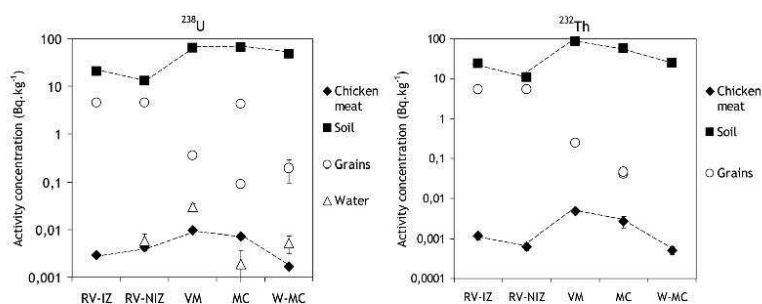 238U
Activity concentration (Bq.kg-1)
100
10
1
0,1
0,01
0,001
RV-IZ RV-NIZ VM MC W-MC
Chicken
meat
Soil
Grains
Water
232Th
Activity concentration (Bq.kg-1)
100
10
1
0,1
0,01
0,001
0,0001
RV-IZ RV-NIZ VM MC W-MC
Chicken
meat
Soil
Grains